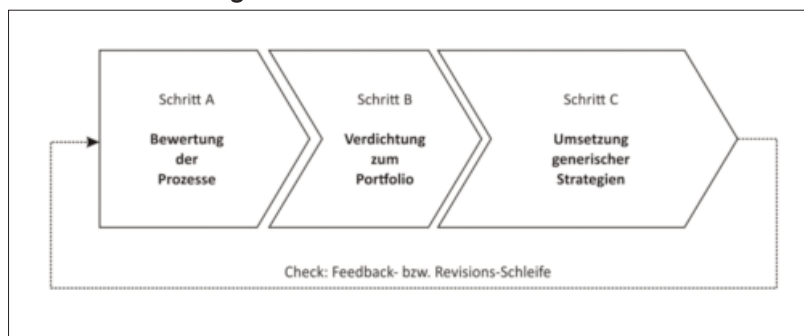 Schritt A
Bewertung
der
Prozesse
Schritt B
Verdichtung
zum
Portfolio
Schritt C
Umsetzung
generischer
Strategien
Check: Feedback- bzw. Revisions-Schleife